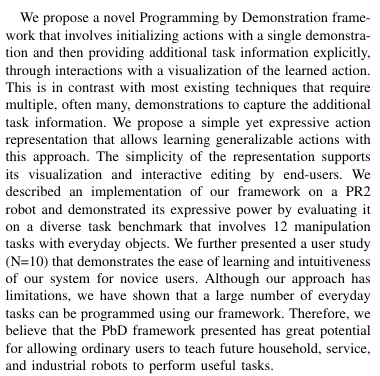 We propose a novel Programming by Demonstration frame-
work that involves initializing actions with a single demonstra-
tion and then providing additional task information explicitly,
through interactions with a visualization of the learned action.
This is in contrast with most existing techniques that require
multiple, often many, demonstrations to capture the additional
task information. We propose a simple yet expressive action
representation that allows learning generalizable actions with
this approach. The simplicity of the representation supports
its visualization and interactive editing by end-users. We
described an implementation of our framework on a PR2
robot and demonstrated its expressive power by evaluating it
on a diverse task benchmark that involves 12 manipulation
tasks with everyday objects. We further presented a user study
(N=10) that demonstrates the ease of learning and intuitiveness
of our system for novice users. Although our approach has
limitations, we have shown that a large number of everyday
tasks can be programmed using our framework. Therefore, we
believe that the PbD framework presented has great potential
for allowing ordinary users to teach future household, service,
and industrial robots to perform useful tasks.